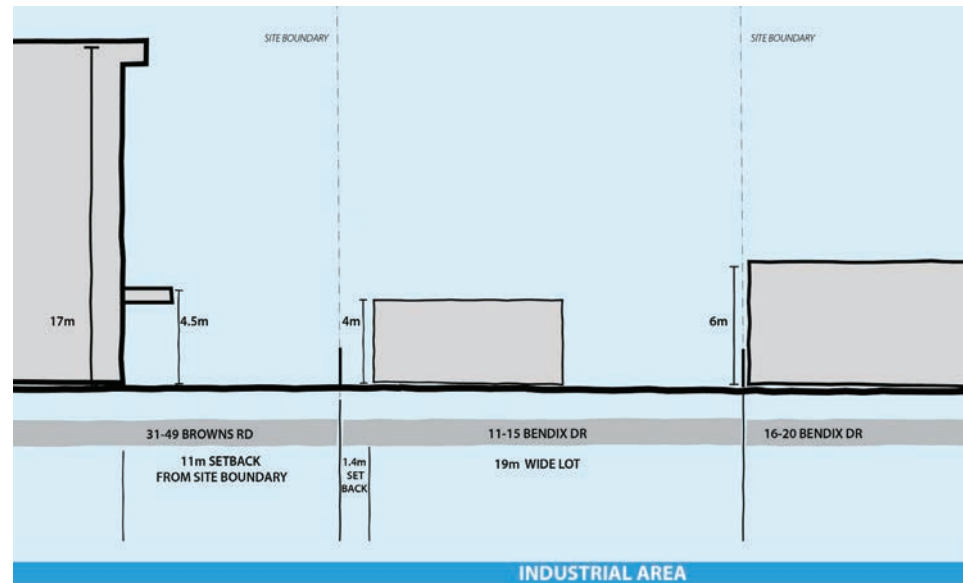 SITE BOUNDARY
SITE BOUNDARY
17m
4.5m
4m
6m
31-49 BROWNS RD
11-15 BENDIX DR
16-20 BENDIX DR
11m SETBACK
FROM SITE BOUNDARY
1.4m
SET
BACK
19m WIDE LOT
INDUSTRIAL AREA